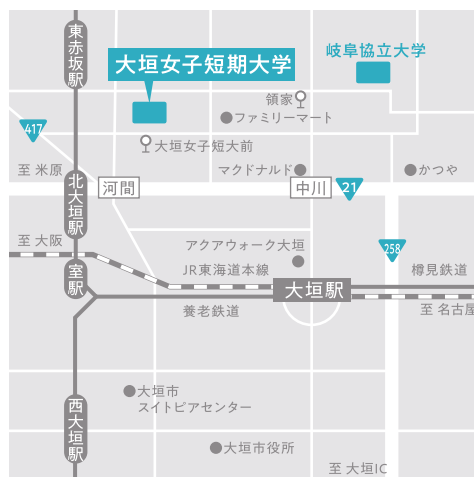 東赤坂駅
大垣女子短期大学
岐阜協立大学
領家
ファミリーマート
417
大垣女子短大前
至 米原
マクドナルド
かつや
北大垣駅
河間
中川
21
至 大阪
アクアウォーク大垣
258
室駅
JR東海道本線
樽見鉄道
大垣駅
養老鉄道
至 名古屋
大垣市
スイトピアセンター
西大垣駅
大垣市役所
至 大垣IC